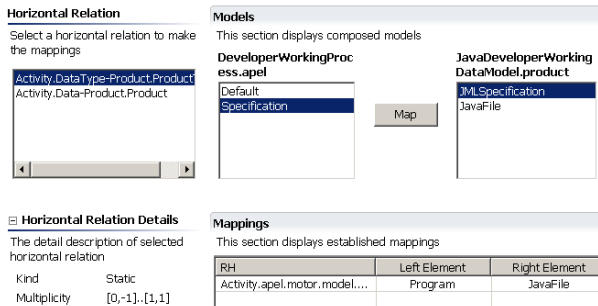 Horizontal Relation
Select a horizontal relation to make
the mappings
Activity.DataType-Product.Product
Activity.Data-Product.Product
Models
This section displays composed models
DeveloperWorkingProc
ess.apel
Default
Specification
Map
JavaDeveloperWorking
DataModel.product
JMLSpecification
JavaFile
Horizontal Relation Details
The detail description of selected
horizontal relation
Kind Static
Multiplicity [0,-1]..[1,1]
Mappings
This section displays established mappings
RH Left Element Right Element
Activity.apel.motor.model.... Program JavaFile